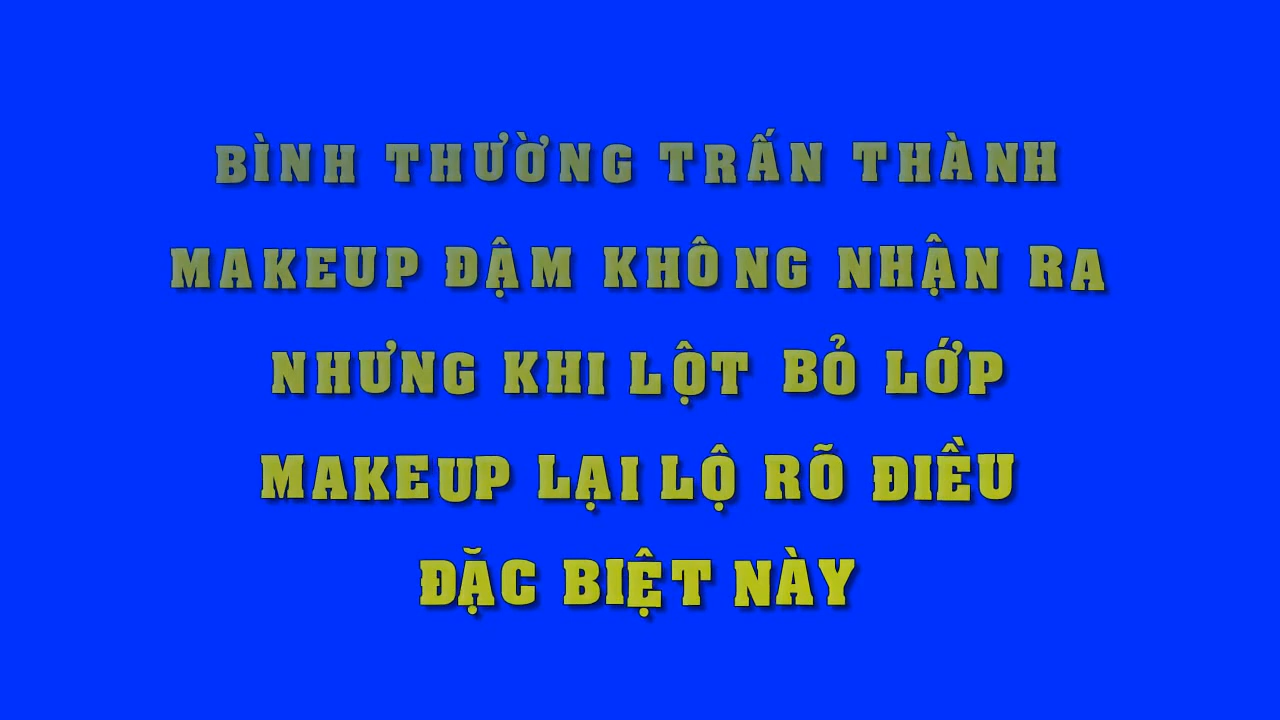 BÌNH THƯỜNG TRẤN THÀNH
MAKEUP ĐẬM KHÔNG NHẬN RA
NHƯNG KHI LỘT BỎ LỚP
MAKEUP LẠI LỘ RÕ ĐIỀU
ĐẶC BIỆT NÀY